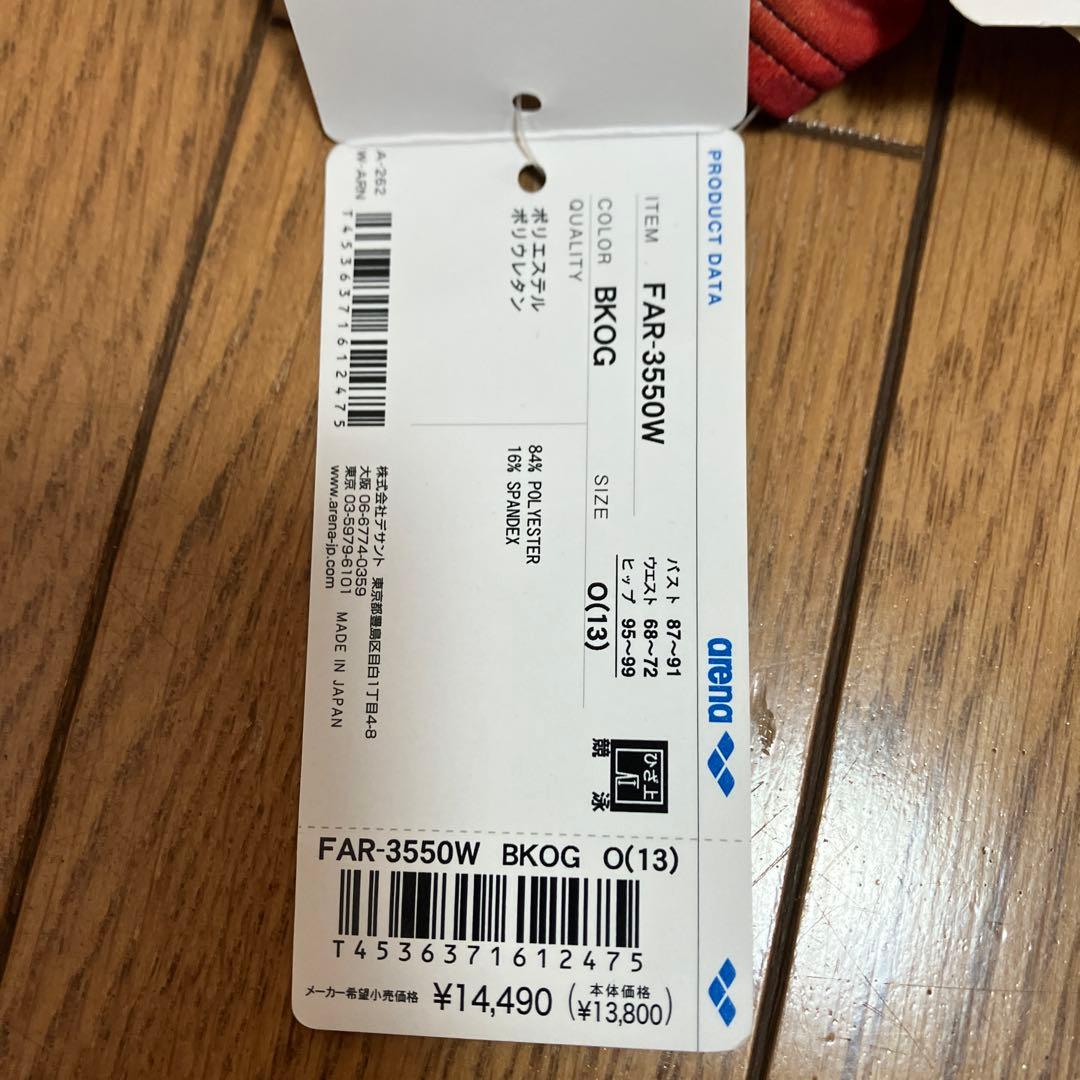 PRODUCT DATA
arena
ITEM FAR-3550W
バスト 87～91
ウエスト 68～72
ヒップ 95～99
COLOR BKOG
SIZE O(13)
QUALITY
ひざ上
競泳
ポリエステル
ポリウレタン
84% POLYESTER
16% SPANDEX
A-262
W-ARN
T4536371612475
株式会社デサント 東京都豊島区目白1丁目4-8
大阪 06-6774-0359
東京 03-5979-6101
www.arena-jp.com MADE IN JAPAN
FAR-3550W BKOG O(13)
T4536371612475
メーカー希望小売価格 ¥14,490 (本体価格 ¥13,800)